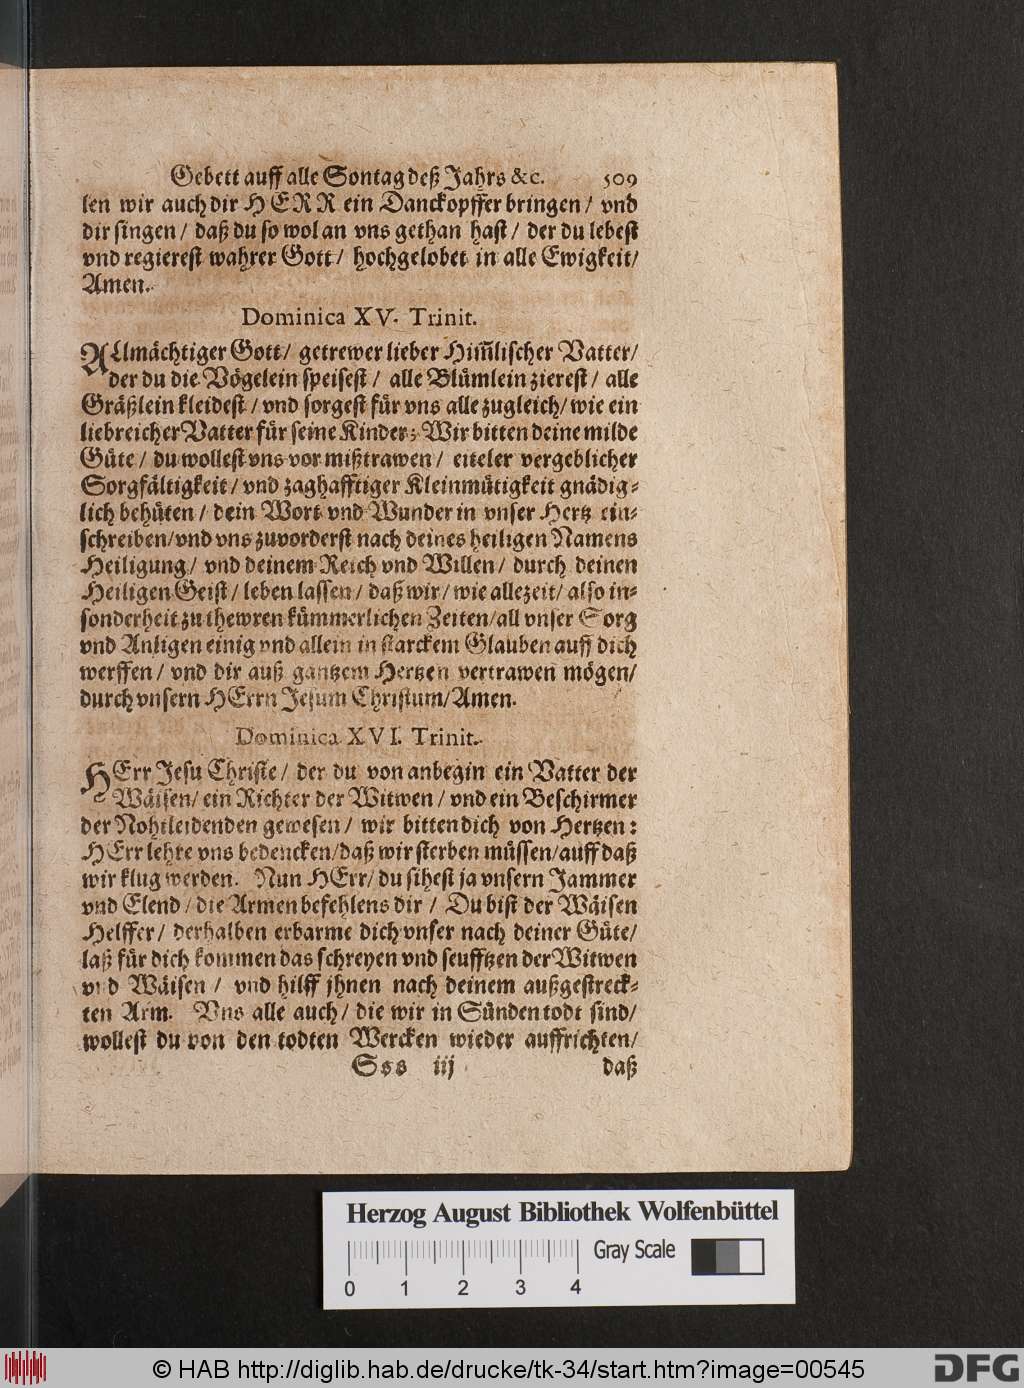 Gebett auff alle Sontag deß Jahrs &c. 509
len wir auch dir HERR ein Danckopffer bringen / vnd
dir singen / daß du so wol an vns gethan hast / der du lebest
vnd regierest wahrer Gott / hochgelobet in alle Ewigkeit /
Amen.
Dominica XV. Trinit.
ALlmächtiger Gott / getrewer lieber Him̃lischer Vatter /
der du die Vögelein speisest / alle Blümlein zierest / alle
Gräßlein kleidest / vnd sorgest für vns alle zugleich / wie ein
liebreicher Vatter für seine Kinder; Wir bitten deine milde
Güte / du wollest vns vor mißtrawen / eiteler vergeblicher
Sorgfältigkeit / vnd zaghafftiger Kleinmütigkeit gnädig-
lich behüten / dein Wort vnd Wunder in vnser Hertz ein-
schreiben / vnd vns zuvorderst nach deines heiligen Namens
Heiligung / vnd deinem Reich vnd Willen / durch deinen
Heiligen Geist / leben lassen / daß wir / wie allezeit / also in-
sonderheit zu thewren kümmerlichen Zeiten / all vnser Sorg
vnd Anligen einig vnd allein in starckem Glauben auff dich
werffen / vnd dir auß gantzem Hertzen vertrawen mögen /
durch vnsern HErrn Jesum Christum / Amen.
Dominica XVI. Trinit.
HErr Jesu Christe / der du von anbegin ein Vatter der
Wäisen / ein Richter der Witwen / vnd ein Beschirmer
der Nohtleidenden gewesen / wir bitten dich von Hertzen:
HErr lehre vns bedencken / daß wir sterben müssen / auff daß
wir klug werden. Nun HErr / du sihest ja vnsern Jammer
vnd Elend / die Armen befehlens dir / Du bist der Wäisen
Helffer / derhalben erbarme dich vnser nach deiner Güte /
laß für dich kommen das schreyen vnd seufftzen der Witwen
vnd Wäisen / vnd hilff jhnen nach deinem außgestreck-
ten Arm. Vns alle auch / die wir in Sünden todt sind /
wollest du von den todten Wercken wieder auffrichten /
Sss iij daß
Herzog August Bibliothek Wolfenbüttel
Gray Scale
0 1 2 3 4
© HAB http://diglib.hab.de/drucke/tk-34/start.htm?image=00545
DFG